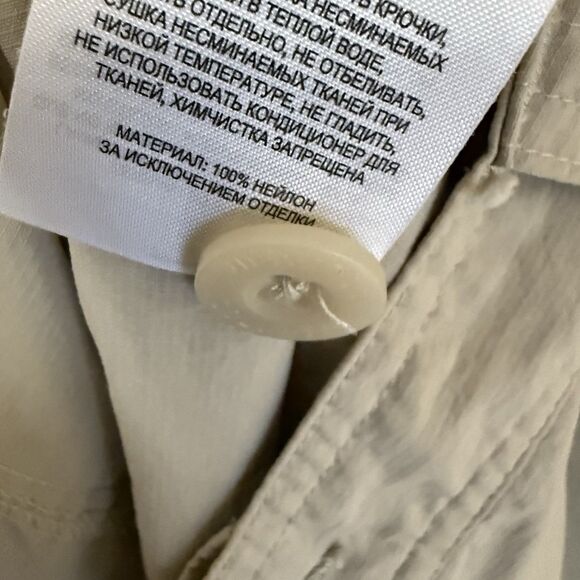 КРЮЧКИ,
В ТЕПЛОЙ ВОДЕ, НЕСМИНАЕМЫХ
ОТДЕЛЬНО, НЕ ОТБЕЛИВАТЬ,
СУШКА НЕСМИНАЕМЫХ ТКАНЕЙ ПРИ
НИЗКОЙ ТЕМПЕРАТУРЕ, НЕ ГЛАДИТЬ,
НЕ ИСПОЛЬЗОВАТЬ КОНДИЦИОНЕР ДЛЯ
ТКАНЕЙ, ХИМЧИСТКА ЗАПРЕЩЕНА
МАТЕРИАЛ: 100% НЕЙЛОН
ЗА ИСКЛЮЧЕНИЕМ ОТДЕЛКИ